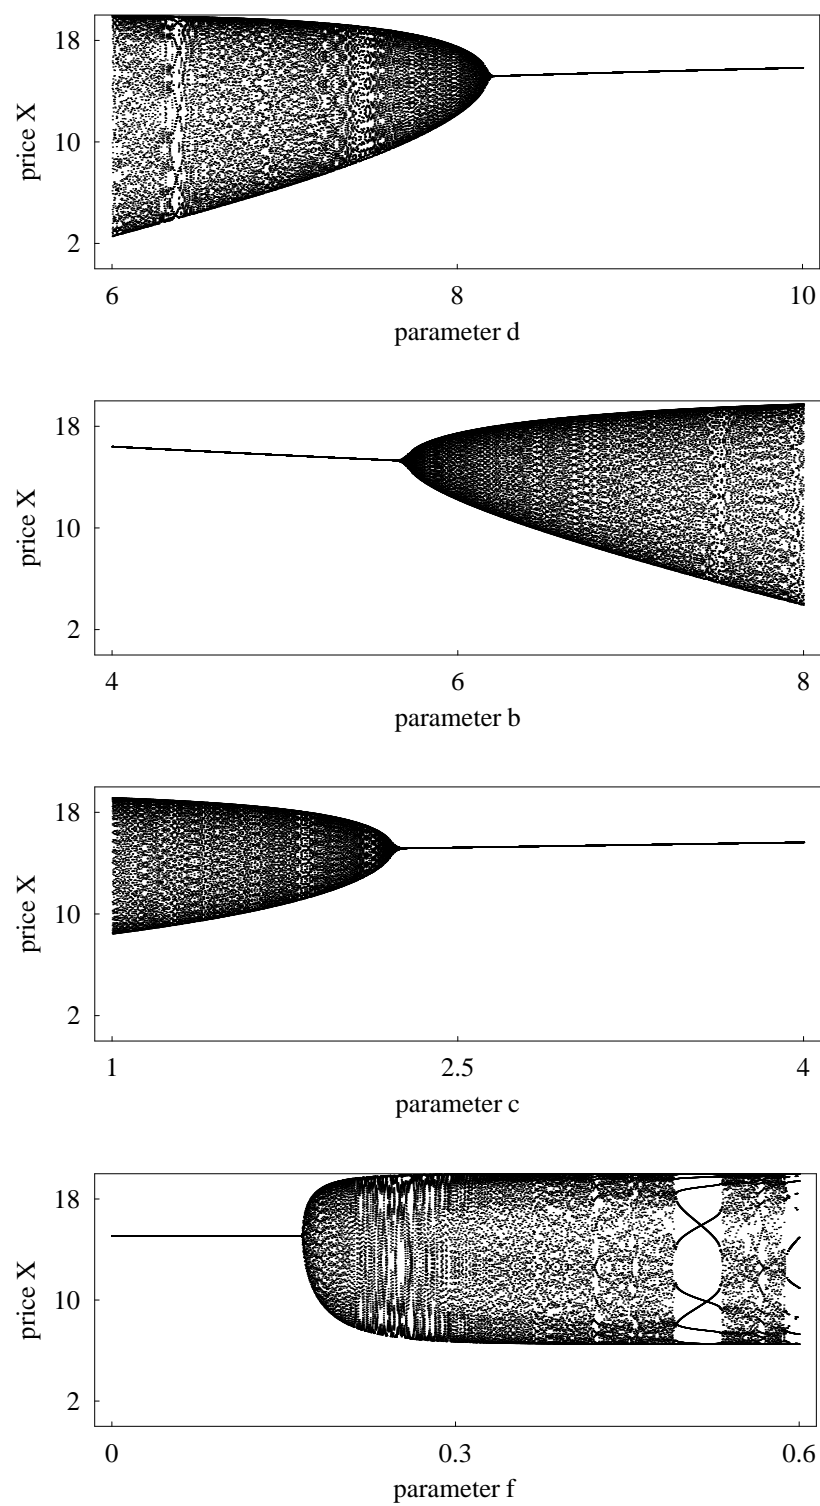 18
10
2
price X
6 8 10
parameter d
18
10
2
price X
4 6 8
parameter b
18
10
2
price X
1 2.5 4
parameter c
18
10
2
price X
0 0.3 0.6
parameter f